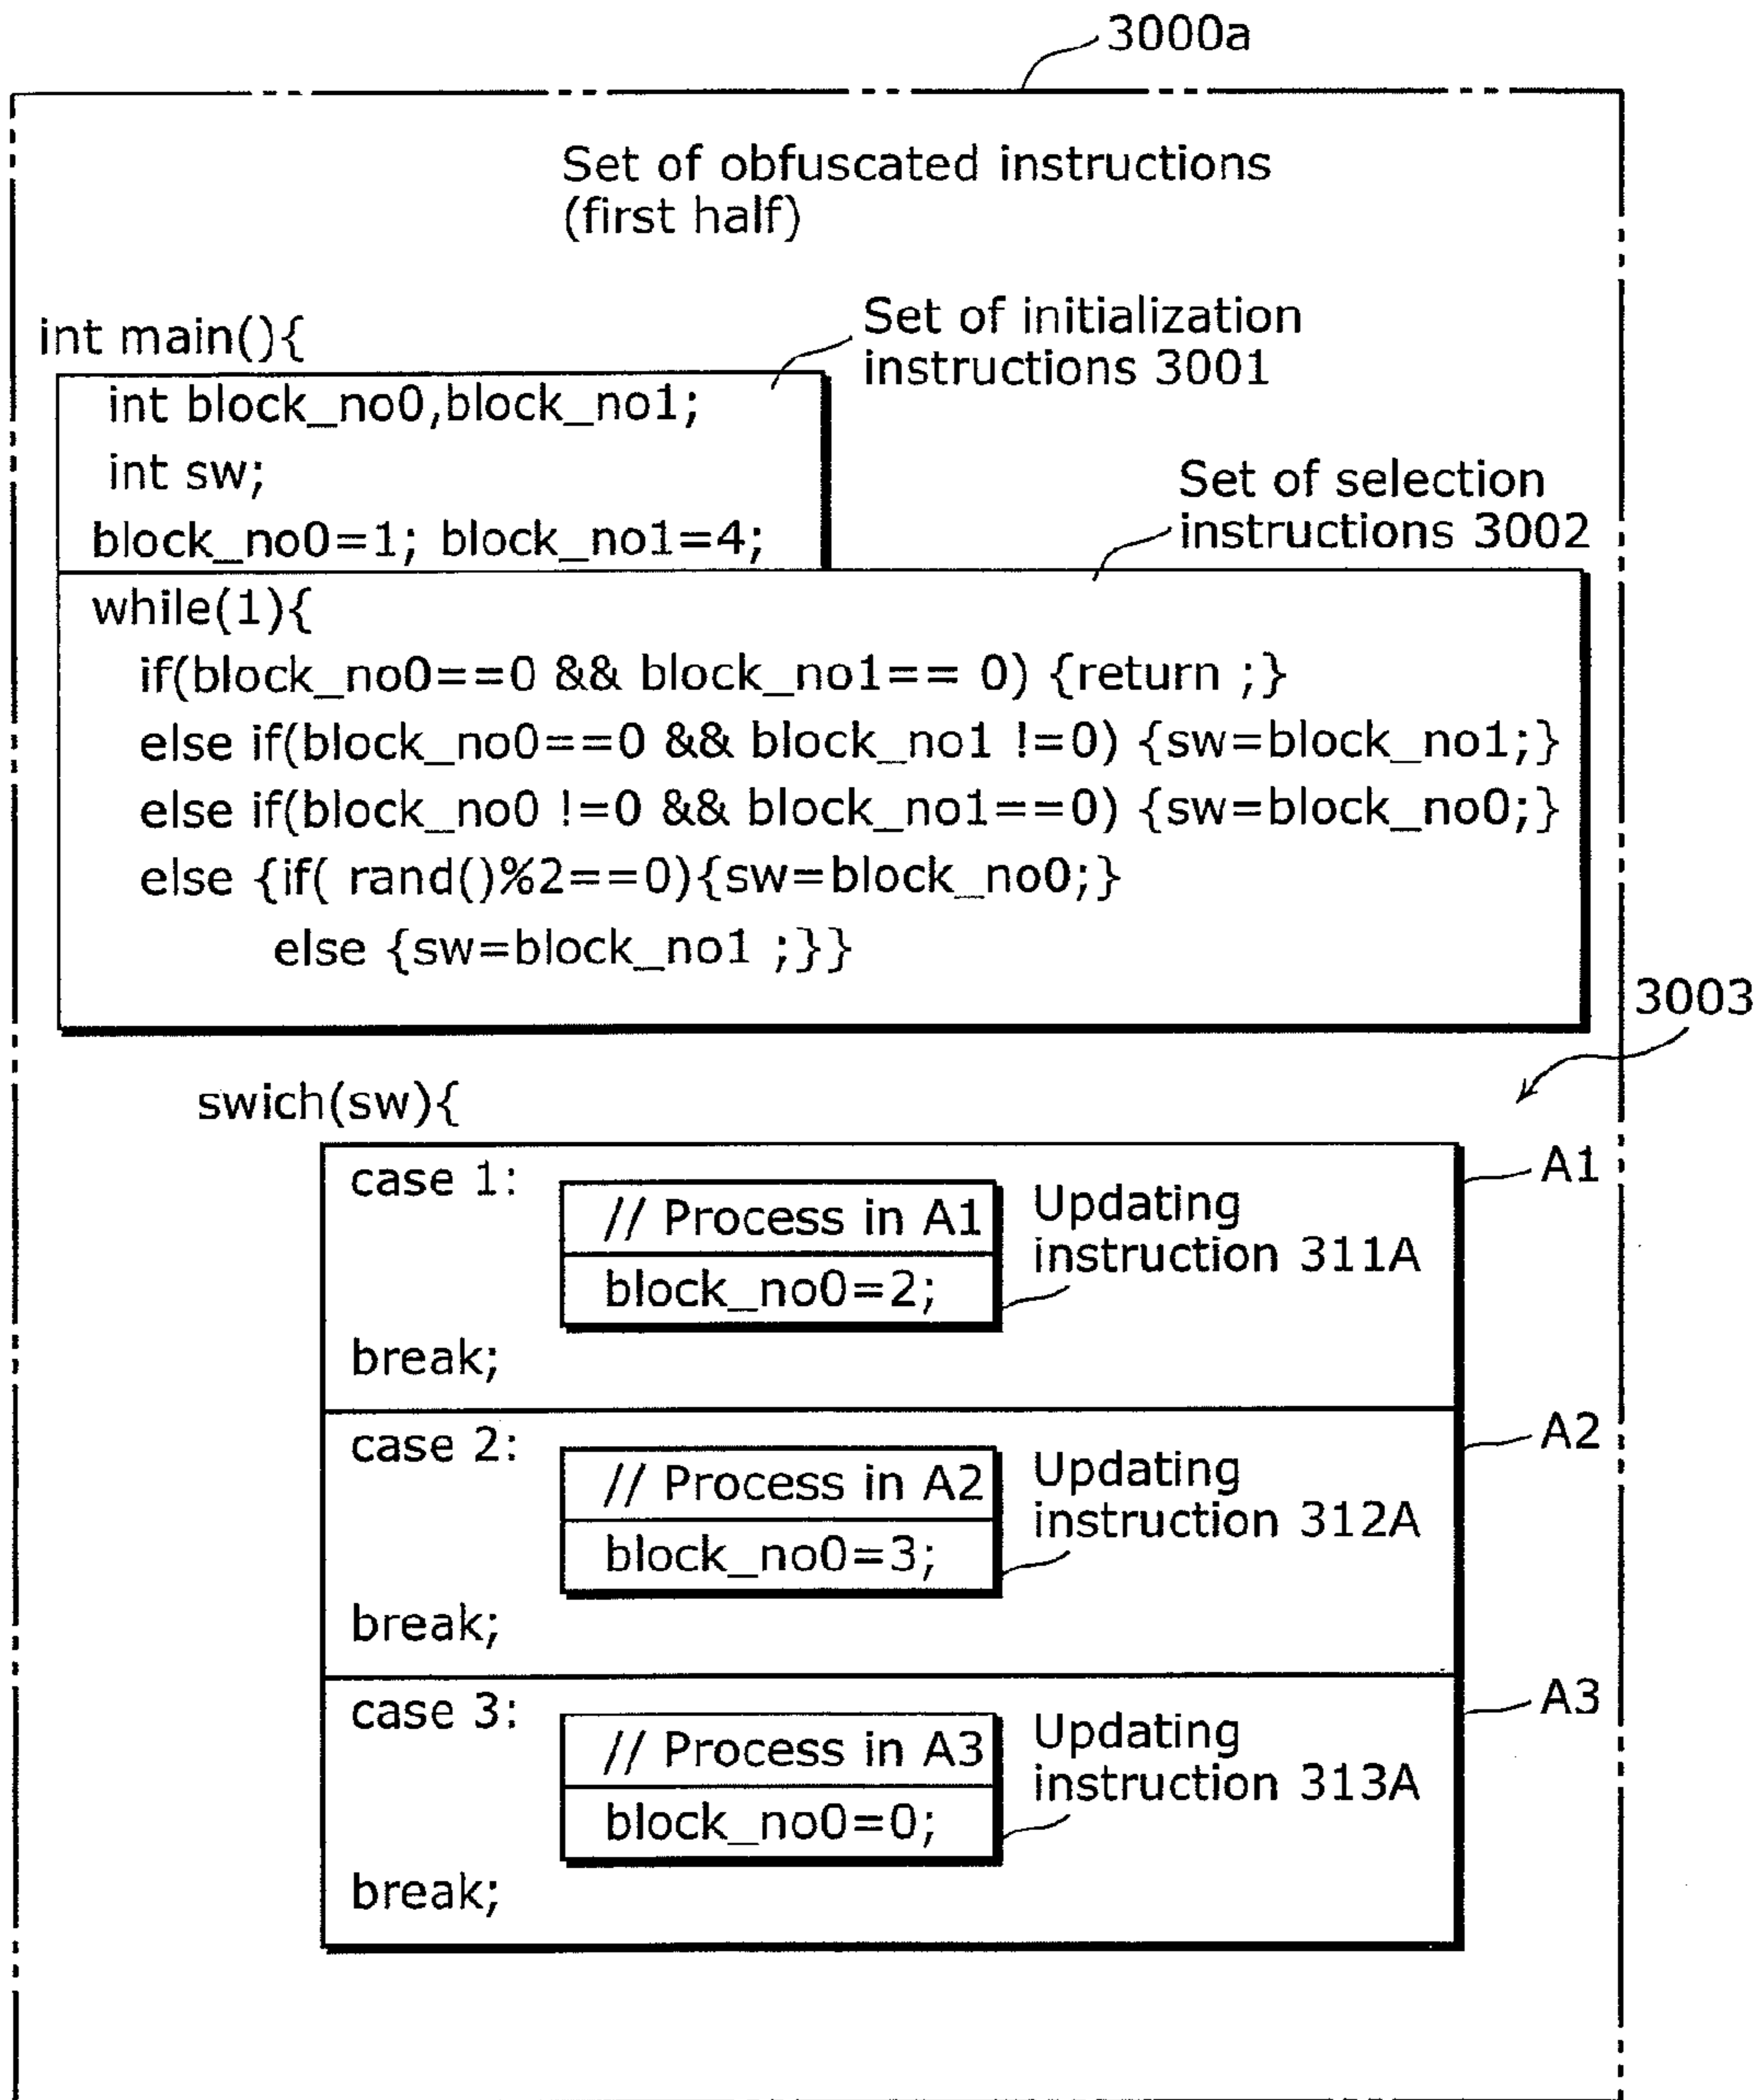 3000a
Set of obfuscated instructions
(first half)
int main(){
Set of initialization
instructions 3001
int block_no0,block_no1;
int sw;
block_no0=1; block_no1=4;
Set of selection
instructions 3002
while(1){
if(block_no0==0 && block_no1== 0) {return ;}
else if(block_no0==0 && block_no1 !=0) {sw=block_no1;}
else if(block_no0 !=0 && block_no1==0) {sw=block_no0;}
else {if( rand()%2==0){sw=block_no0;}
else {sw=block_no1 ;}}
3003
swich(sw){
A1
case 1:
// Process in A1
block_no0=2;
Updating
instruction 311A
break;
A2
case 2:
// Process in A2
block_no0=3;
Updating
instruction 312A
break;
A3
case 3:
// Process in A3
block_no0=0;
Updating
instruction 313A
break;